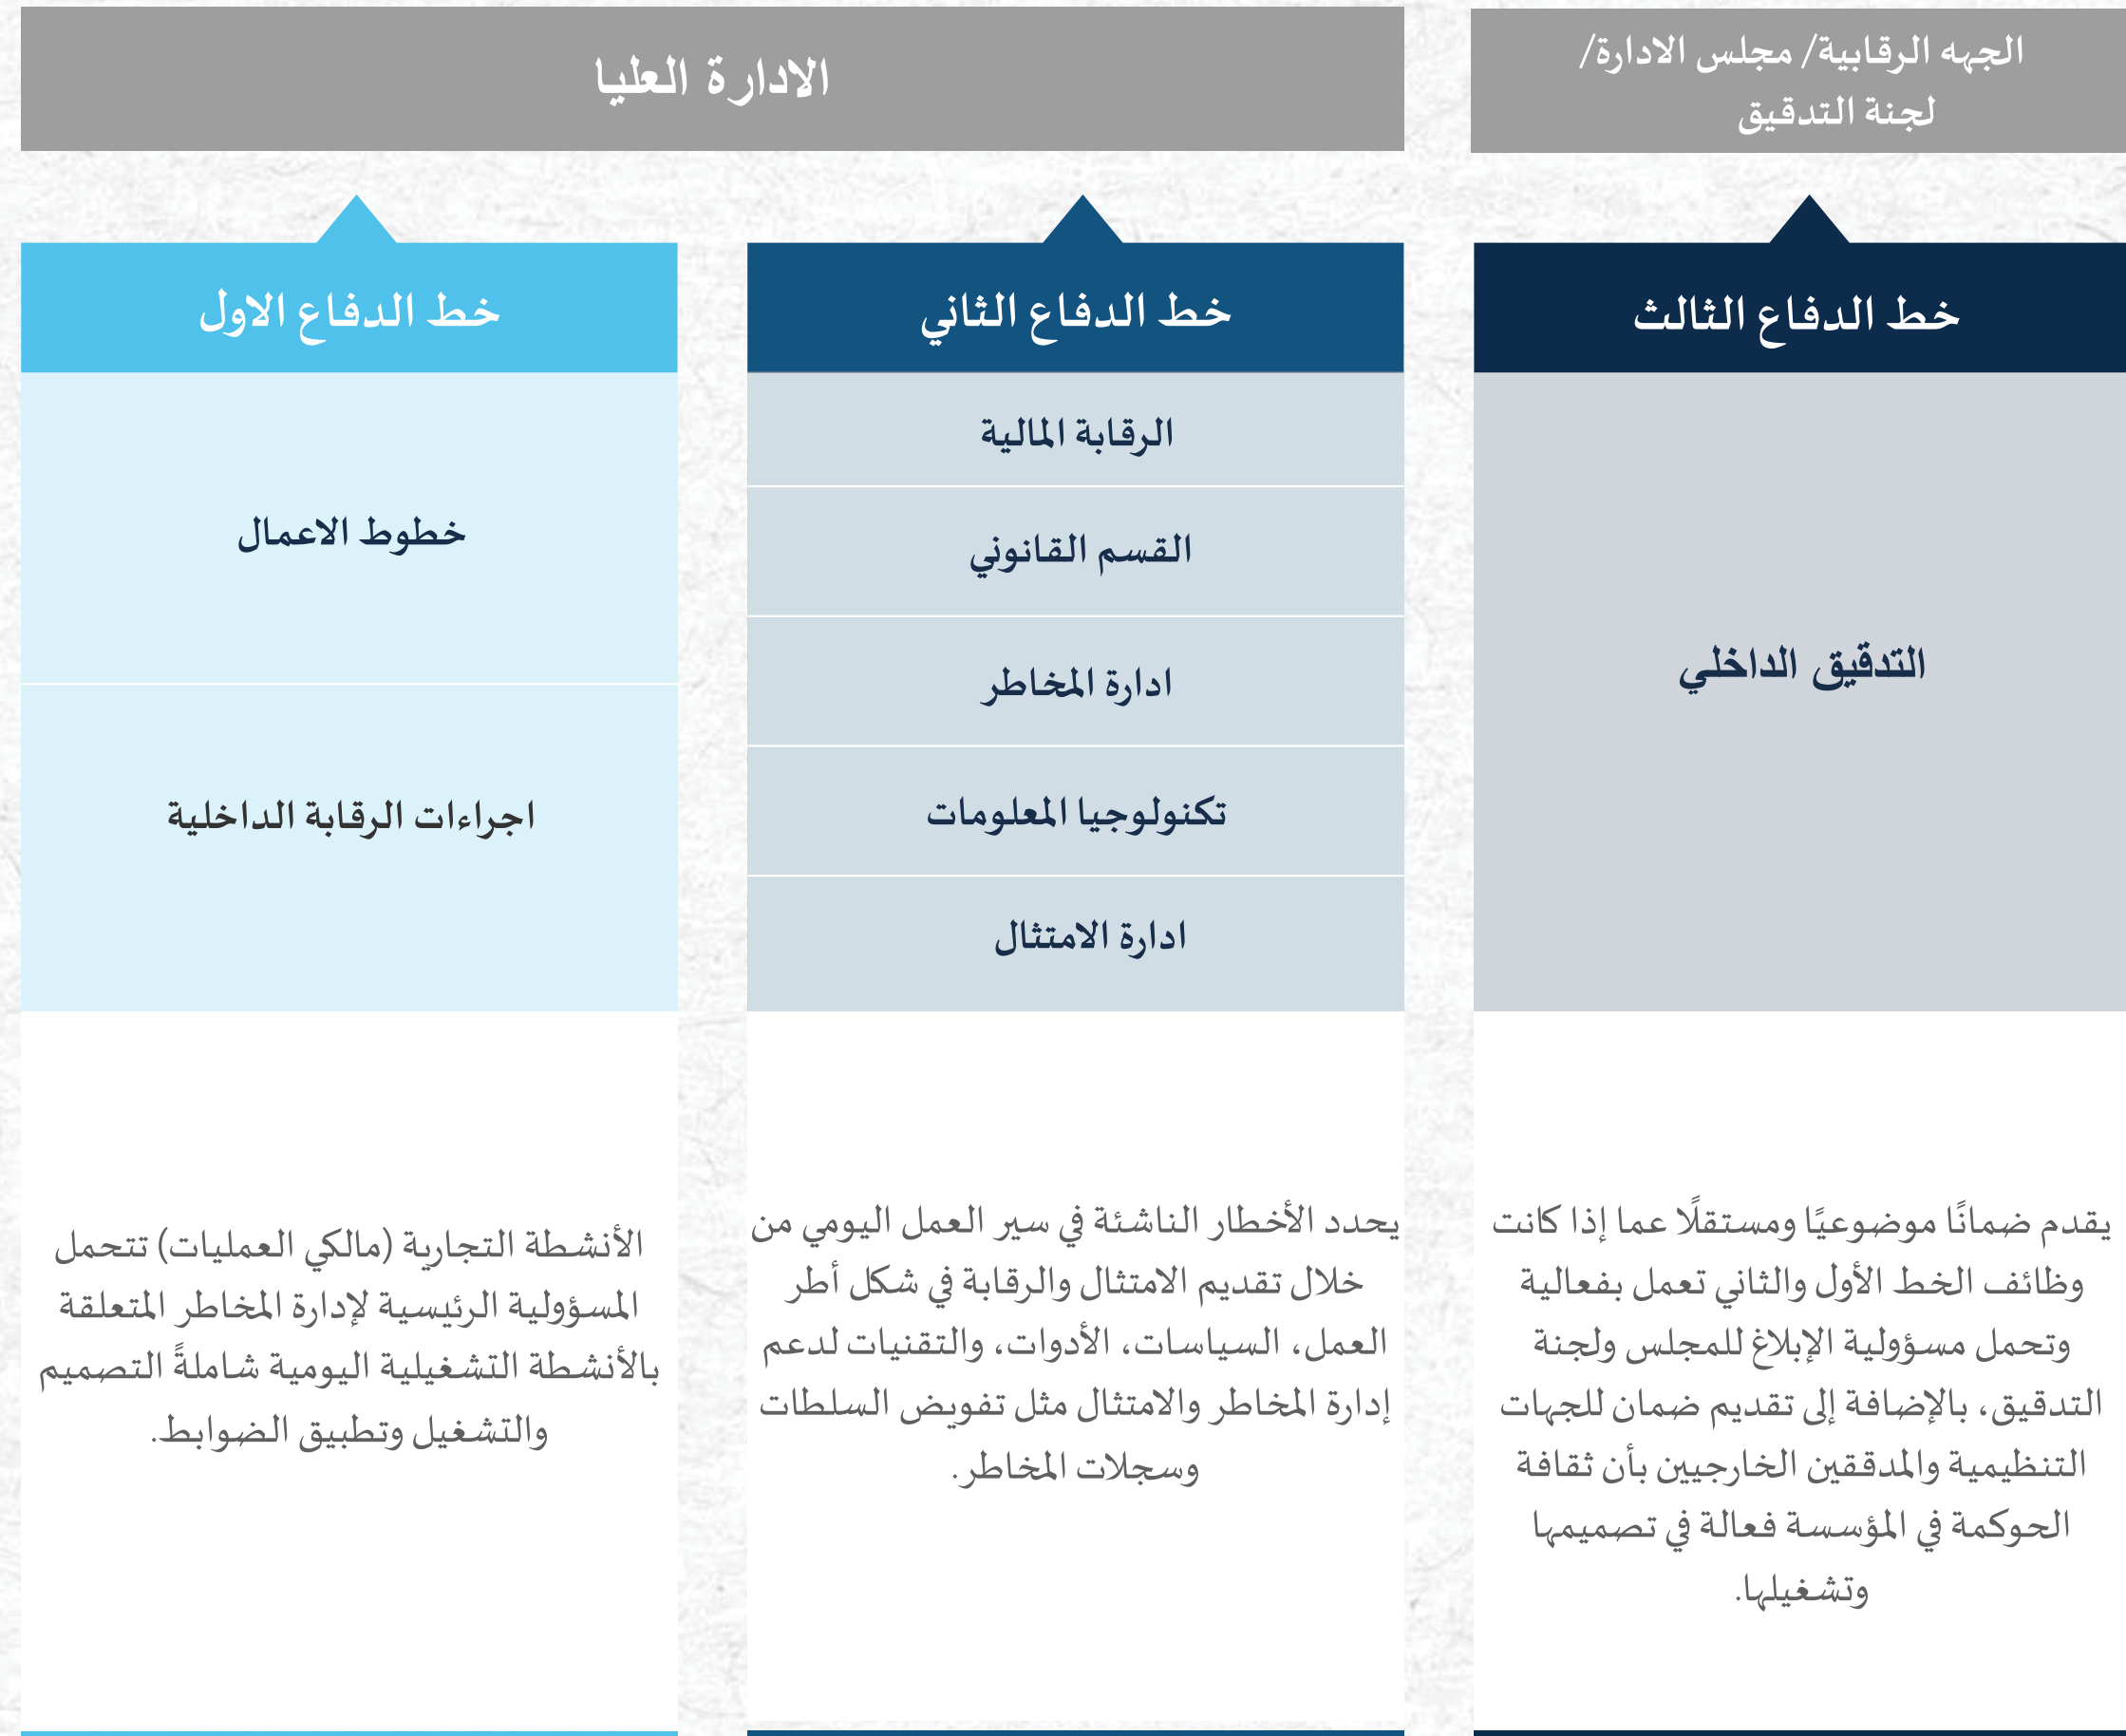 الادارة العليا
الجهه الرقابية/ مجلس الادارة/
لجنة التدقيق
خط الدفاع الاول
خطوط الاعمال
اجراءات الرقابة الداخلية
الأنشطة التجارية (مالكي العمليات) تتحمل
المسؤولية الرئيسية لإدارة المخاطر المتعلقة
بالأنشطة التشغيلية اليومية شاملةً التصميم
والتشغيل وتطبيق الضوابط.
خط الدفاع الثاني
الرقابة المالية
القسم القانوني
ادارة المخاطر
تكنولوجيا المعلومات
ادارة الامتثال
يحدد الأخطار الناشئة في سير العمل اليومي من
خلال تقديم الامتثال والرقابة في شكل أطر
العمل، السياسات، الأدوات، والتقنيات لدعم
إدارة المخاطر والامتثال مثل تفويض السلطات
وسجلات المخاطر.
خط الدفاع الثالث
التدقيق الداخلي
يقدم ضمانًا موضوعيًا ومستقلًا عما إذا كانت
وظائف الخط الأول والثاني تعمل بفعالية
وتحمل مسؤولية الإبلاغ للمجلس ولجنة
التدقيق، بالإضافة إلى تقديم ضمان للجهات
التنظيمية والمدققين الخارجيين بأن ثقافة
الحوكمة في المؤسسة فعالة في تصميمها
وتشغيلها.